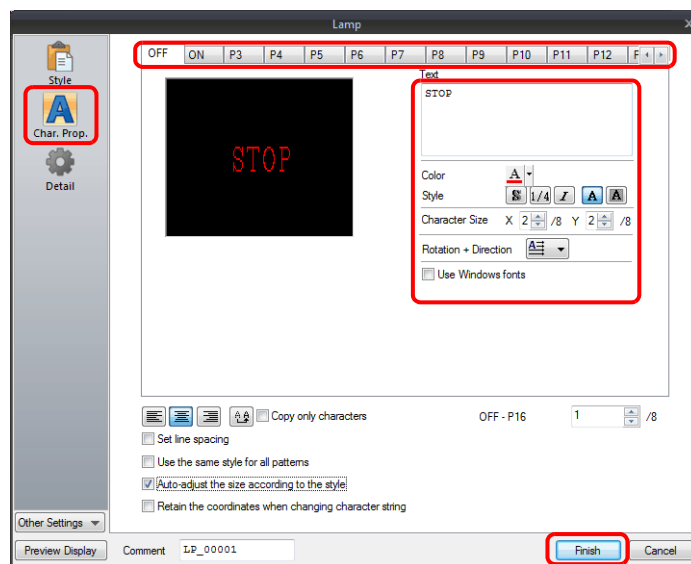 Lamp
OFF ON P3 P4 P5 P6 P7 P8 P9 P10 P11 P12
Style
Char. Prop.
Detail
STOP
Text
STOP
Color A
Style S 1/4 I A A
Character Size X 2 /8 Y 2 /8
Rotation + Direction A
Use Windows fonts
Copy only characters OFF - P16 1 /8
Set line spacing
Use the same style for all patterns
Auto-adjust the size according to the style
Retain the coordinates when changing character string
Other Settings
Preview Display Comment LP_00001 Finish Cancel